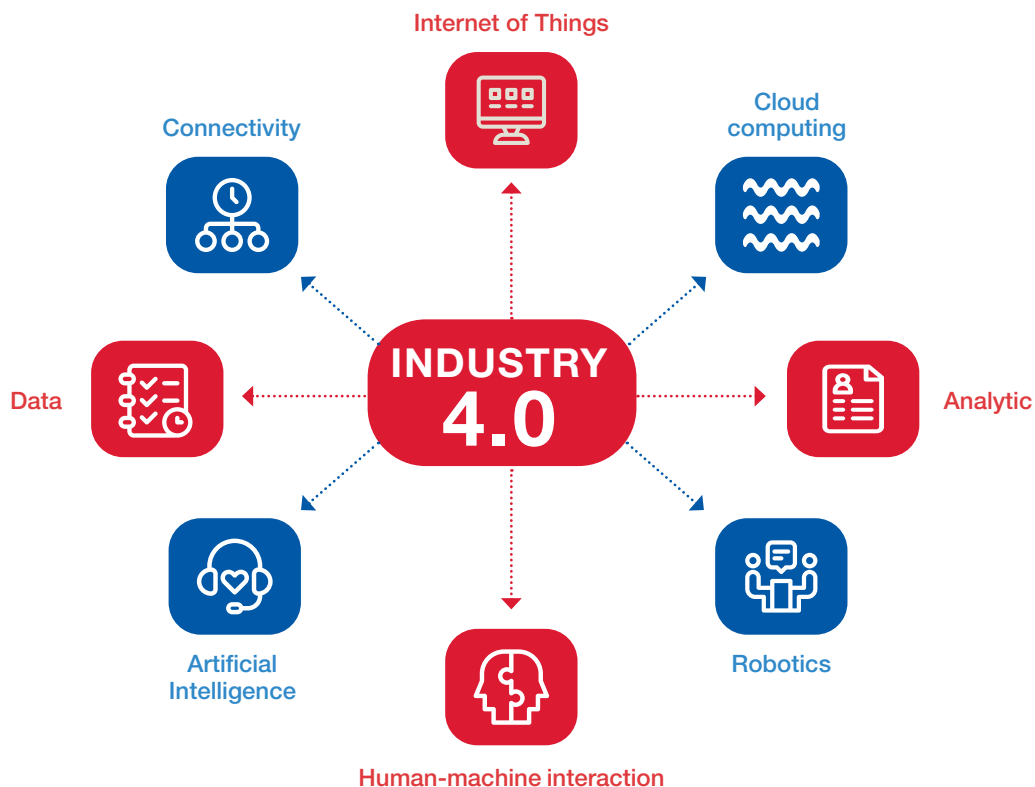 Internet of Things
Cloud
computing
Connectivity
INDUSTRY
4.0
Data
Analytic
Artificial
Intelligence
Robotics
Human-machine interaction